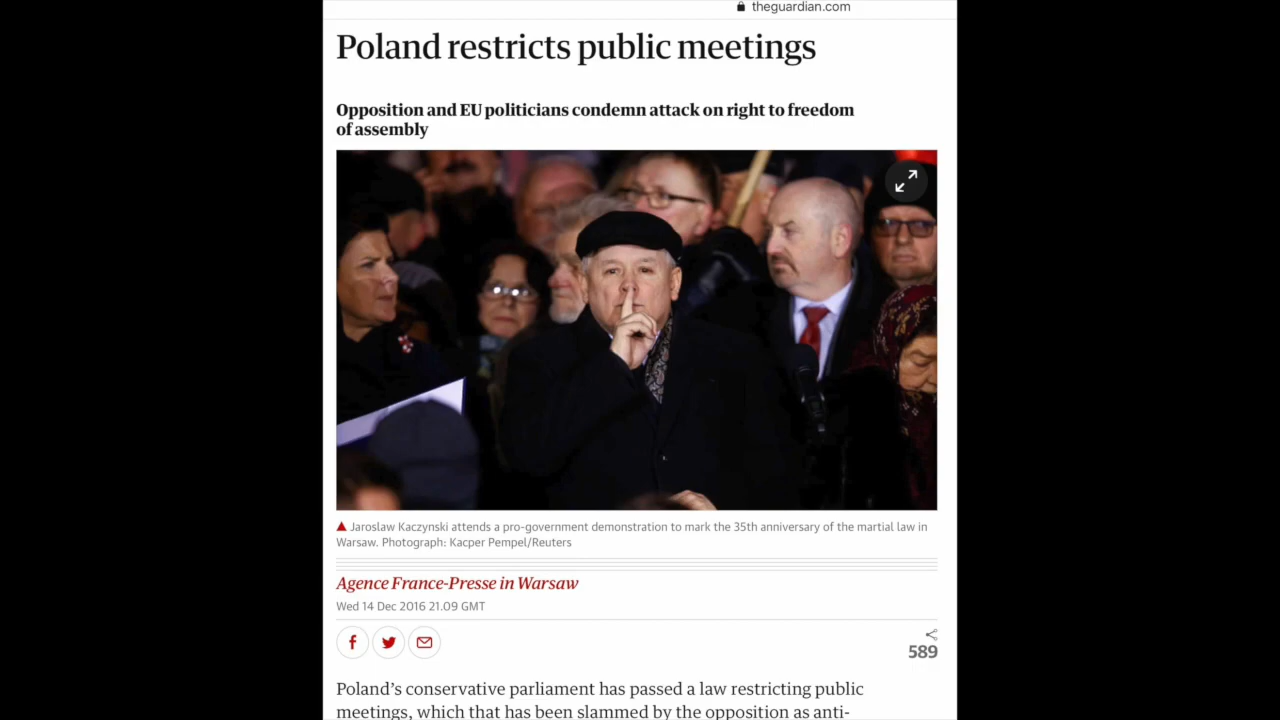 theguardian.com
Poland restricts public meetings
Opposition and EU politicians condemn attack on right to freedom
of assembly
Jaroslaw Kaczynski attends a pro-government demonstration to mark the 35th anniversary of the martial law in
Warsaw. Photograph: Kacper Pempel/Reuters
Agence France-Presse in Warsaw
Wed 14 Dec 2016 21.09 GMT
589
Poland’s conservative parliament has passed a law restricting public
meetings, which that has been slammed by the opposition as anti-